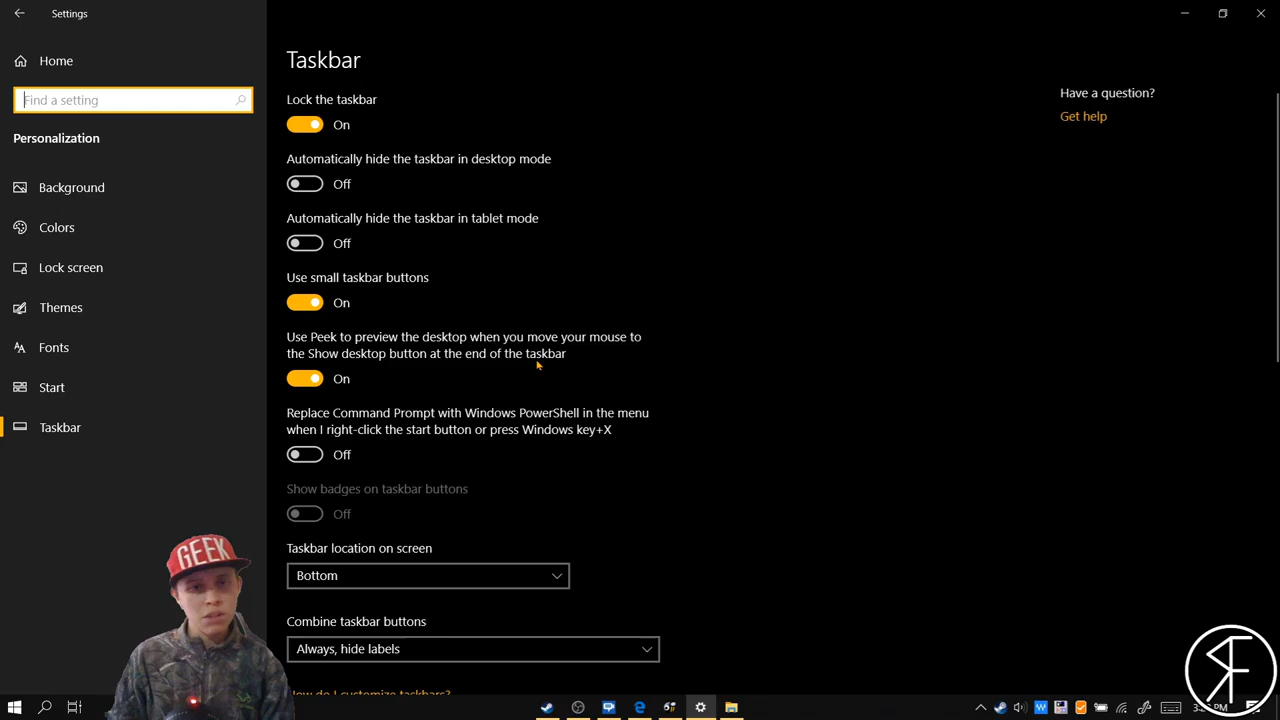 Settings
Home
Find a setting
Personalization
Background
Colors
Lock screen
Themes
Fonts
Start
Taskbar
Taskbar
Lock the taskbar
On
Automatically hide the taskbar in desktop mode
Off
Automatically hide the taskbar in tablet mode
Off
Use small taskbar buttons
On
Use Peek to preview the desktop when you move your mouse to
the Show desktop button at the end of the taskbar
On
Replace Command Prompt with Windows PowerShell in the menu
when I right-click the start button or press Windows key+X
Off
Show badges on taskbar buttons
Off
Taskbar location on screen
Bottom
Combine taskbar buttons
Always, hide labels
How do I customize taskbars?
Have a question?
Get help
GEEK
PM